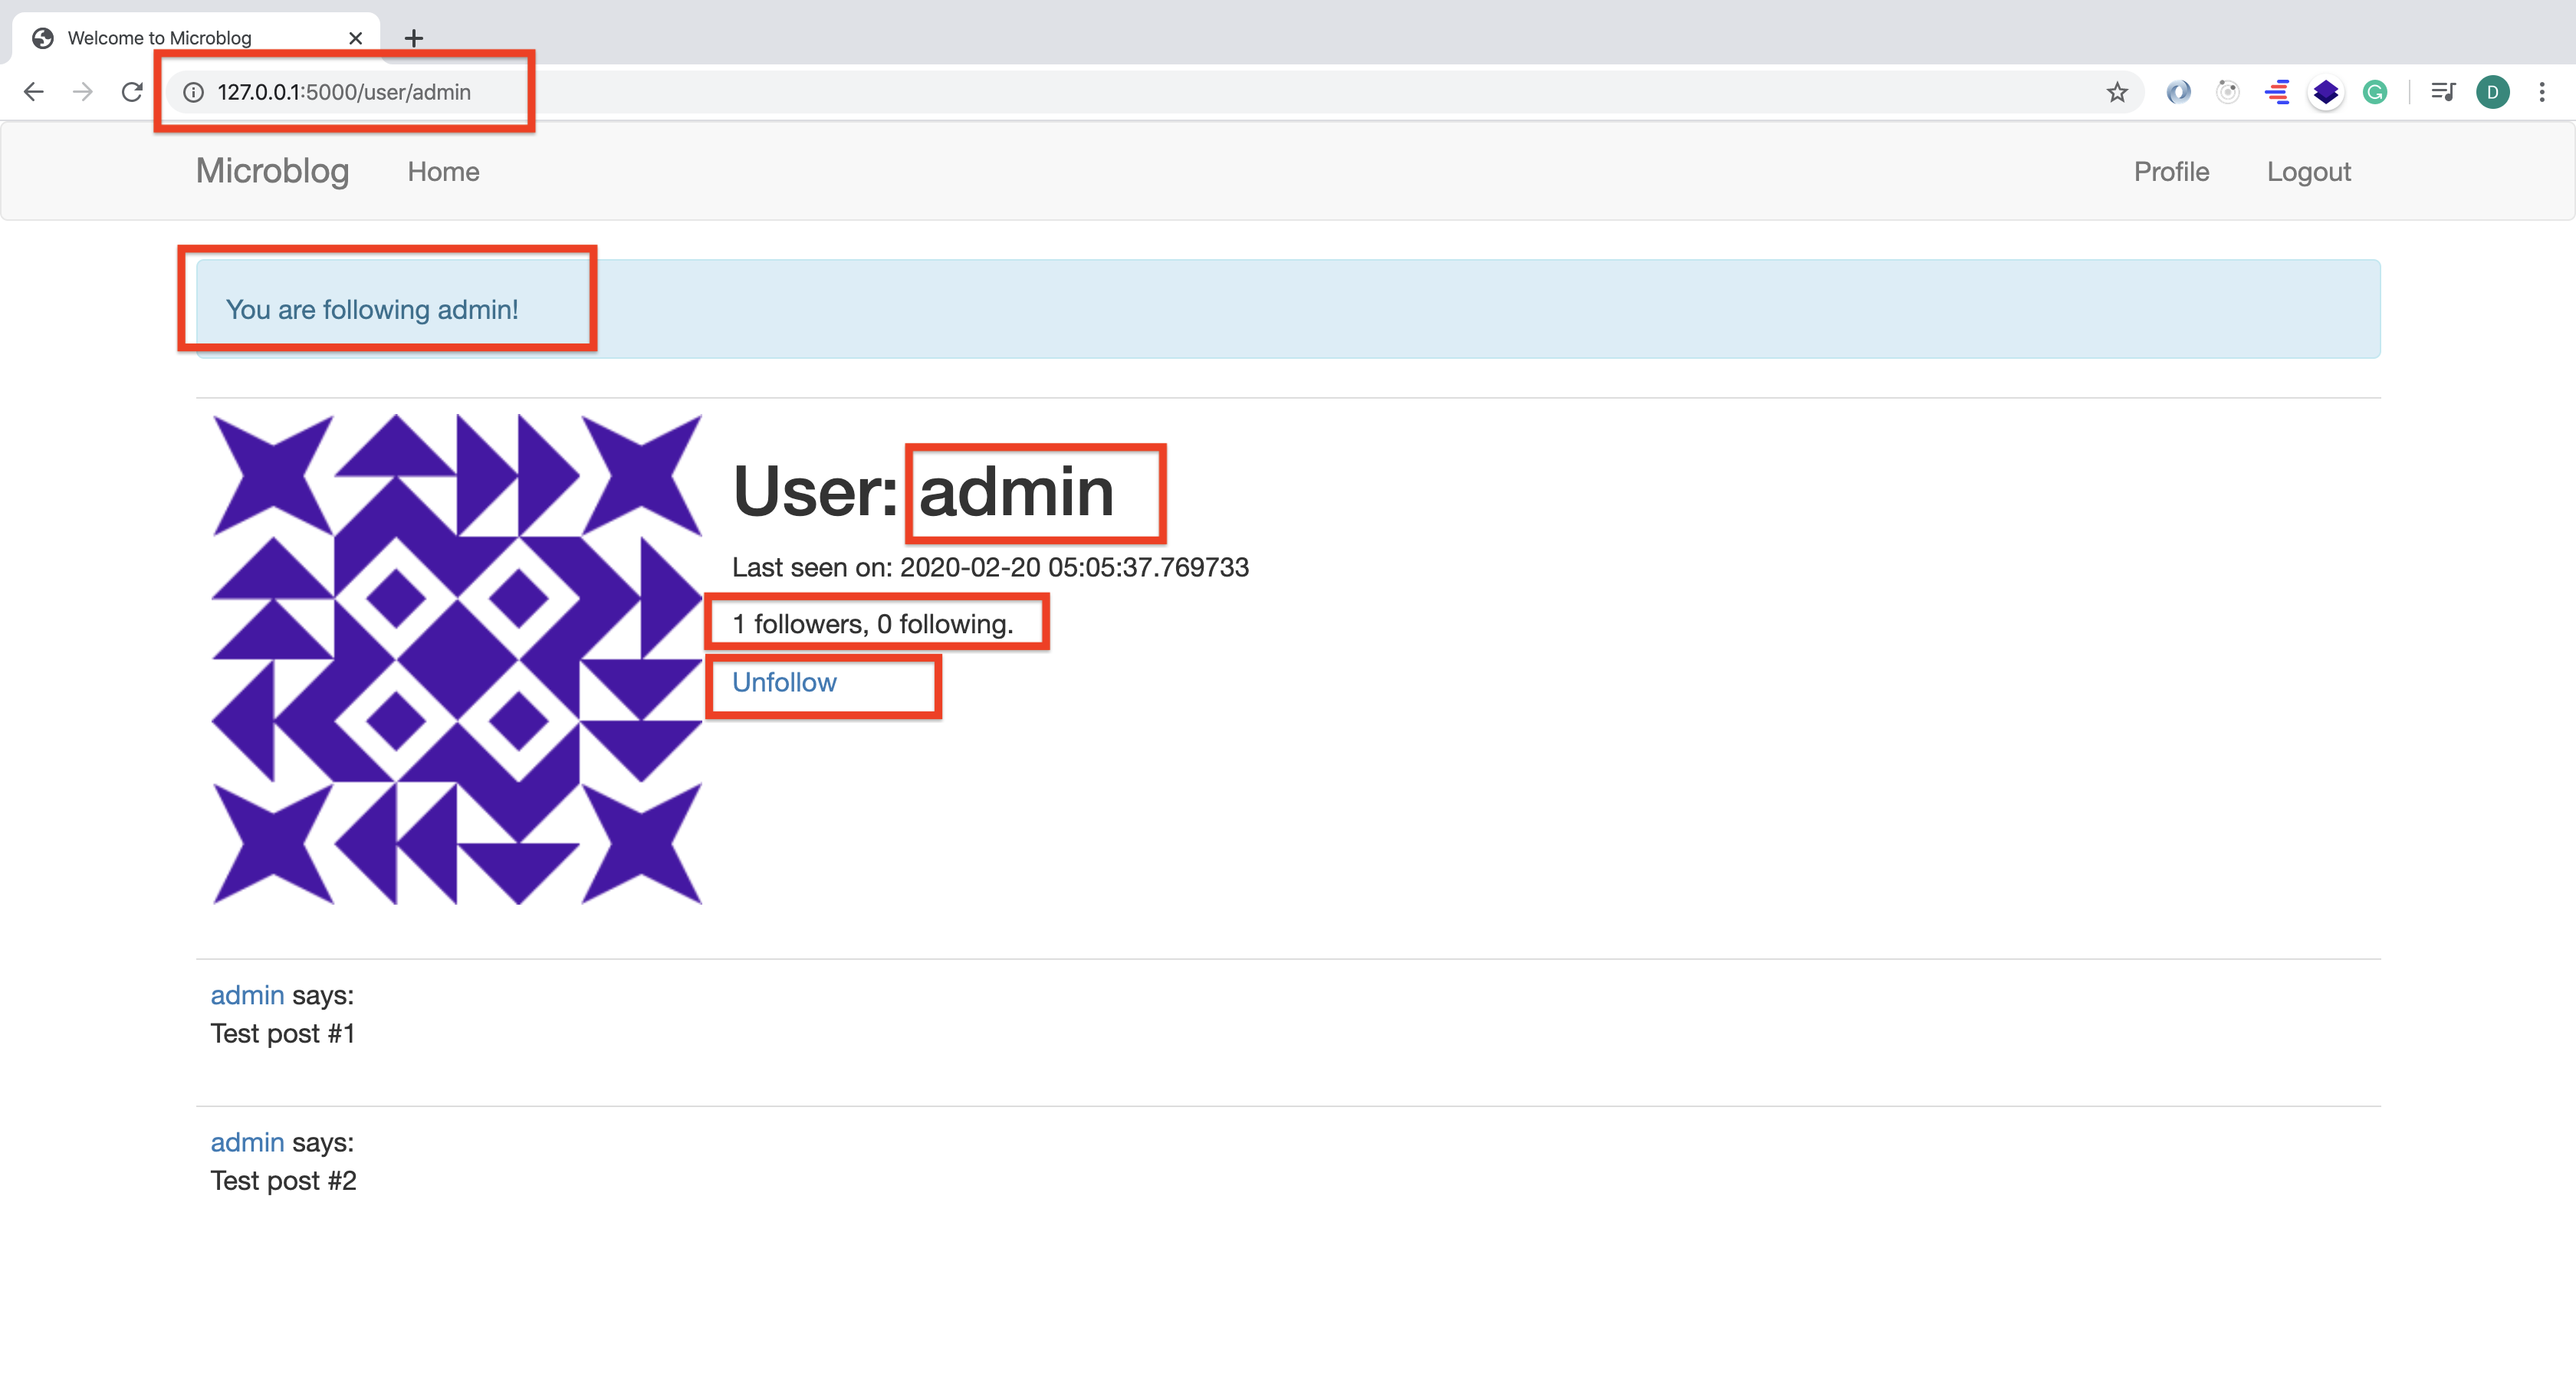 Welcome to Microblog
127.0.0.1:5000/user/admin
D
Microblog Home Profile Logout
You are following admin!
User: admin
Last seen on: 2020-02-20 05:05:37.769733
1 followers, 0 following.
Unfollow
admin says:
Test post #1
admin says:
Test post #2